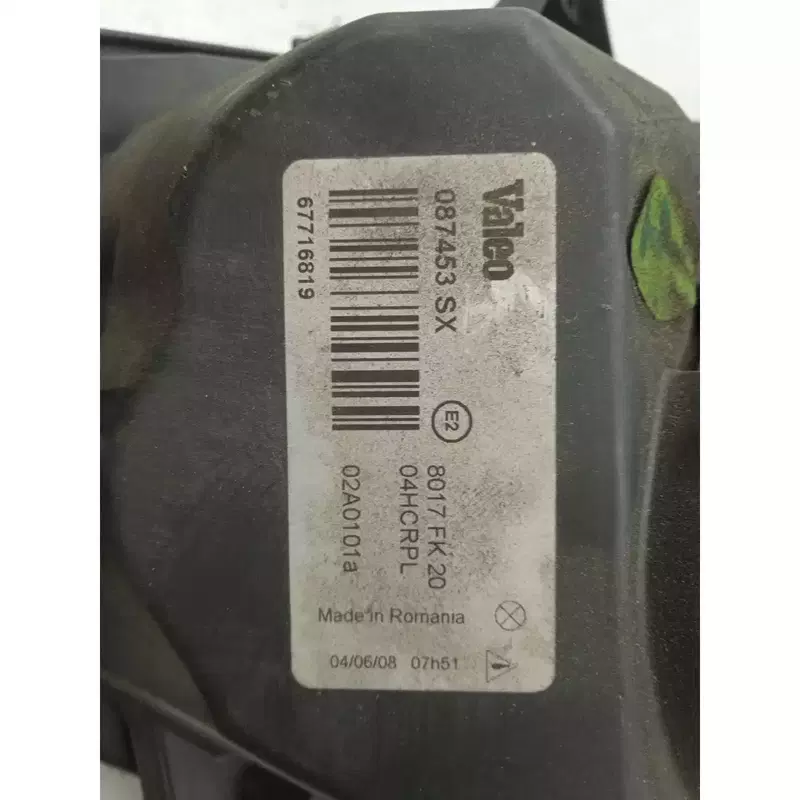 Valeo
087453 SX
67716819
E2
8017 FK 20
04HCRPL
02A0101a
Made in Romania
04/06/08 07h51